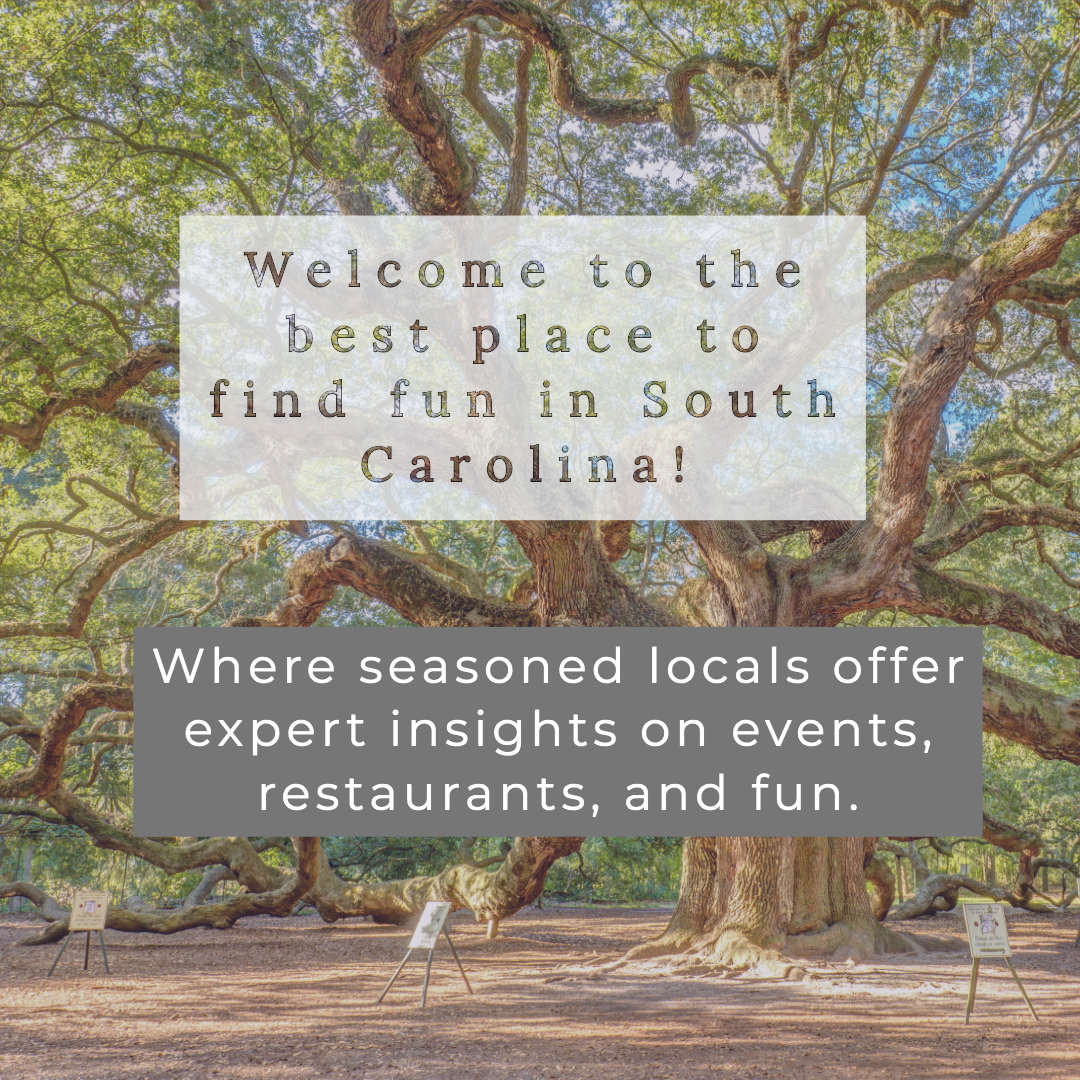 Welcome to the
best place to
find fun in South
Carolina!
Where seasoned locals offer
expert insights on events,
restaurants, and fun.